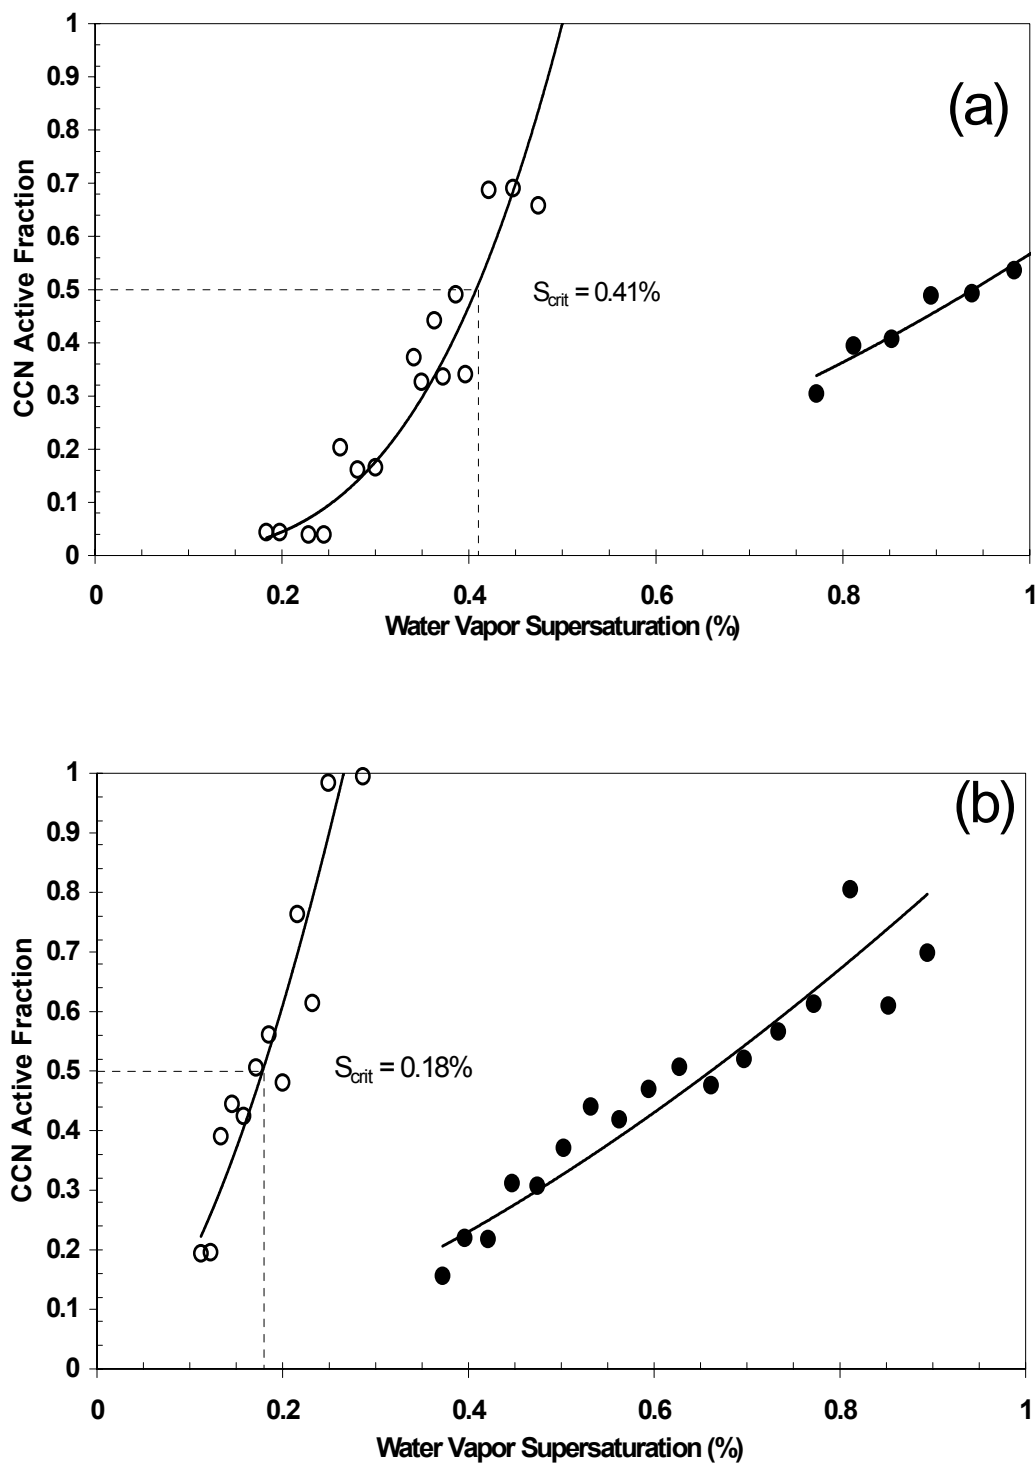 1
0.9
0.8
0.7
0.6
0.5
0.4
0.3
0.2
0.1
0
CCN Active Fraction
(a)
S_crit = 0.41%
0 0.2 0.4 0.6 0.8 1
Water Vapor Supersaturation (%)
1
0.9
0.8
0.7
0.6
0.5
0.4
0.3
0.2
0.1
0
CCN Active Fraction
(b)
S_crit = 0.18%
0 0.2 0.4 0.6 0.8 1
Water Vapor Supersaturation (%)